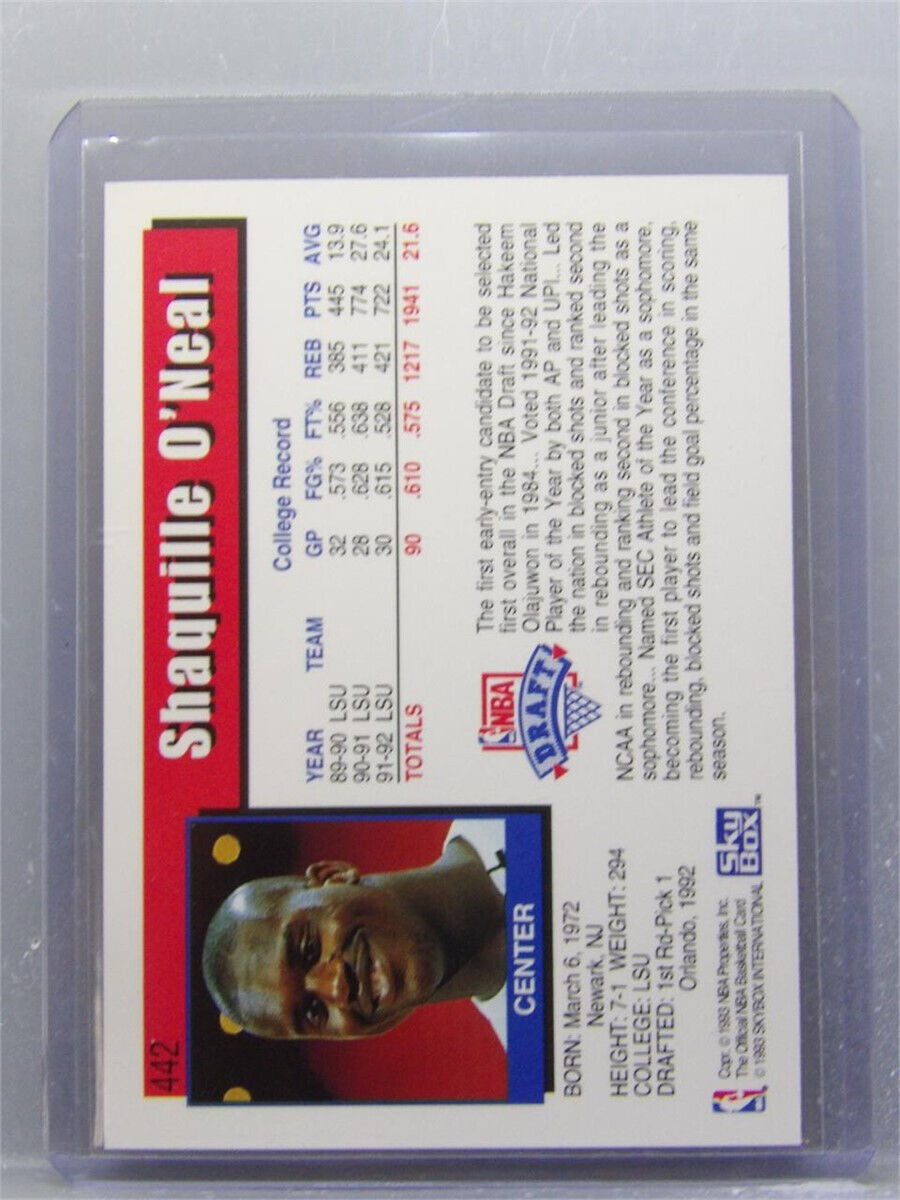 442
Shaquille O'Neal
CENTER
BORN: March 6, 1972
Newark, NJ
HEIGHT: 7-1 WEIGHT: 294
COLLEGE: LSU
DRAFTED: 1st Rd-Pick 1
Orlando, 1992
College Record
YEAR TEAM GP FG% FT% REB PTS AVG
89-90 LSU 32 .573 .556 385 445 13.9
90-91 LSU 28 .628 .638 411 774 27.6
91-92 LSU 30 .615 .528 421 722 24.1
TOTALS 90 .610 .575 1217 1941 21.6
NBA
DRAFT
The first early-entry candidate to be selected
first overall in the NBA Draft since Hakeem
Olajuwon in 1984... Voted 1991-92 National
Player of the Year by both AP and UPI... Led
the nation in blocked shots and ranked second
in rebounding as a junior after leading the
NCAA in rebounding and ranking second in blocked shots as a
sophomore... Named SEC Athlete of the Year as a sophomore,
becoming the first player to lead the conference in scoring,
rebounding, blocked shots and field goal percentage in the same
season.
Copr. © 1993 NBA Properties, Inc.
The Official NBA Basketball Card
© 1993 SKYBOX INTERNATIONAL
SkyBox™